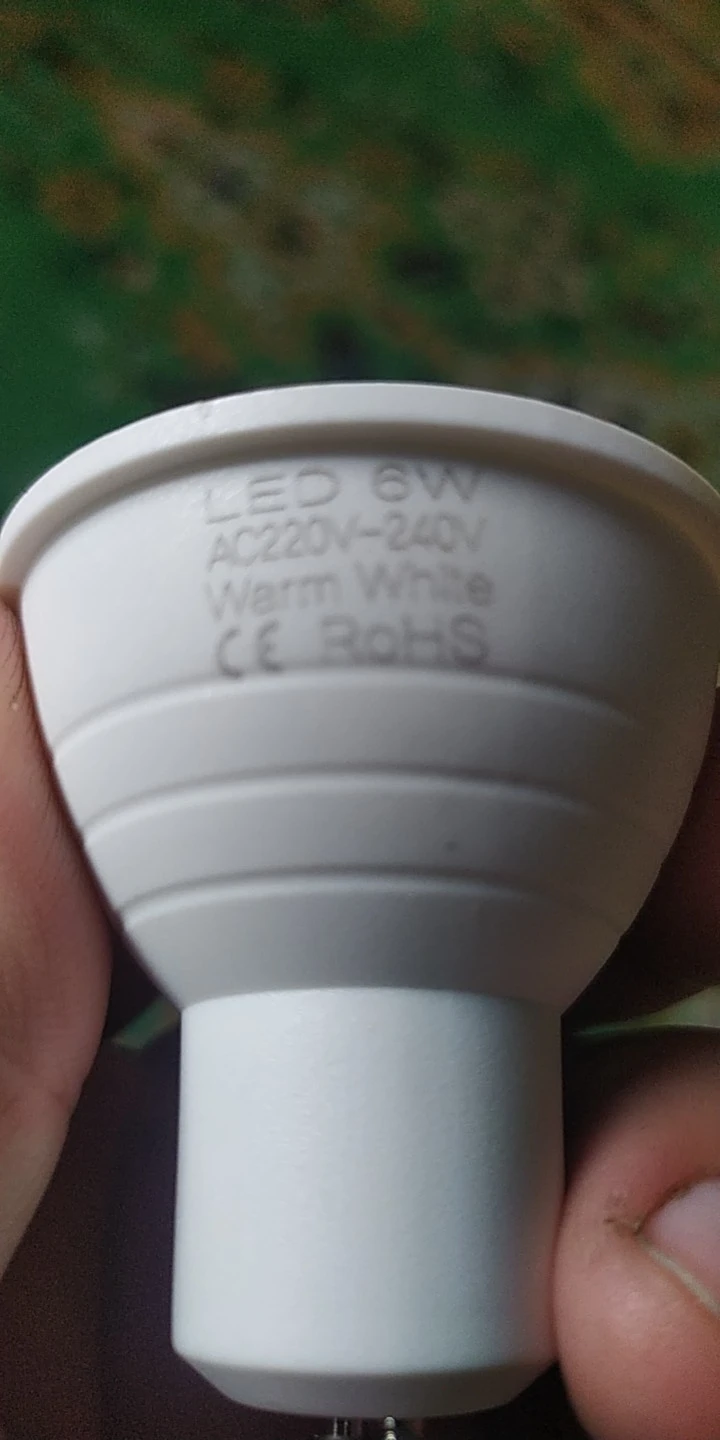 LED 6W
AC220V-240V
Warm White
CE RoHS